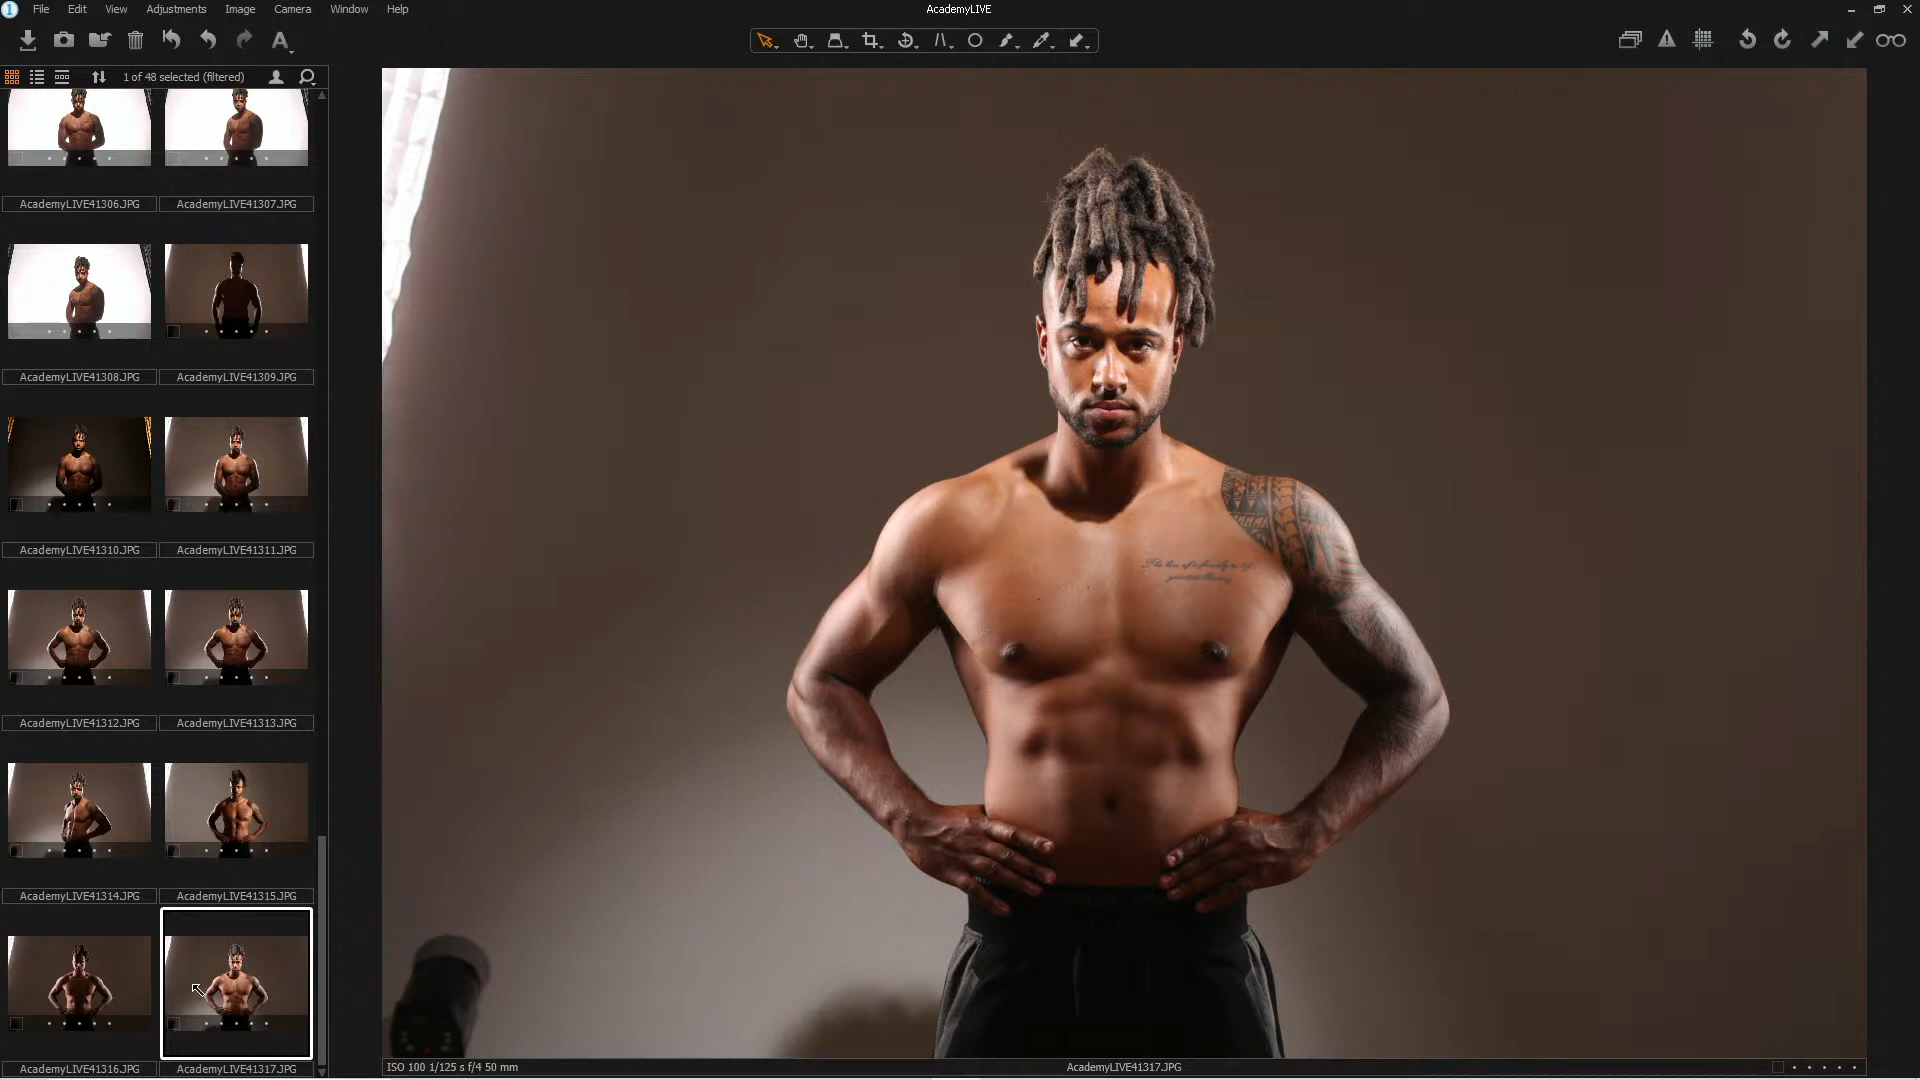 1 File Edit View Adjustments Image Camera Window Help AcademyLIVE
A
1 of 48 selected (filtered)
AcademyLIVE41306.JPG AcademyLIVE41307.JPG
AcademyLIVE41308.JPG AcademyLIVE41309.JPG
AcademyLIVE41310.JPG AcademyLIVE41311.JPG
AcademyLIVE41312.JPG AcademyLIVE41313.JPG
AcademyLIVE41314.JPG AcademyLIVE41315.JPG
AcademyLIVE41316.JPG AcademyLIVE41317.JPG
ISO 100 1/125 s f/4 50 mm AcademyLIVE41317.JPG